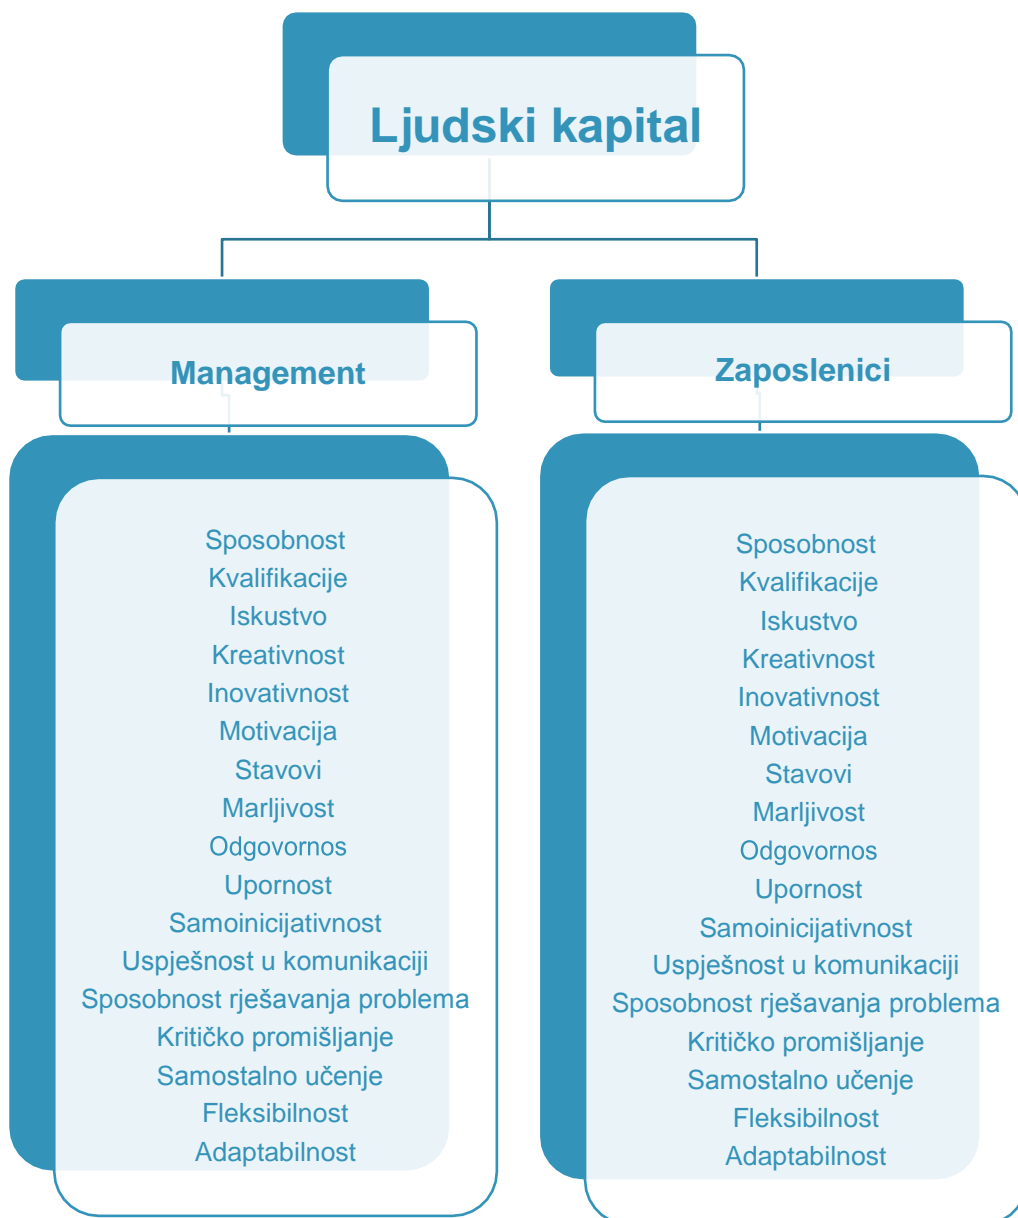 Ljudski kapital
Management
Zaposlenici
Sposobnost
Kvalifikacije
Iskustvo
Kreativnost
Inovativnost
Motivacija
Stavovi
Marljivost
Odgovornos
Upornost
Samoinicijativnost
Uspješnost u komunikaciji
Sposobnost rješavanja problema
Kritičko promišljanje
Samostalno učenje
Fleksibilnost
Adaptabilnost
Sposobnost
Kvalifikacije
Iskustvo
Kreativnost
Inovativnost
Motivacija
Stavovi
Marljivost
Odgovornos
Upornost
Samoinicijativnost
Uspješnost u komunikaciji
Sposobnost rješavanja problema
Kritičko promišljanje
Samostalno učenje
Fleksibilnost
Adaptabilnost